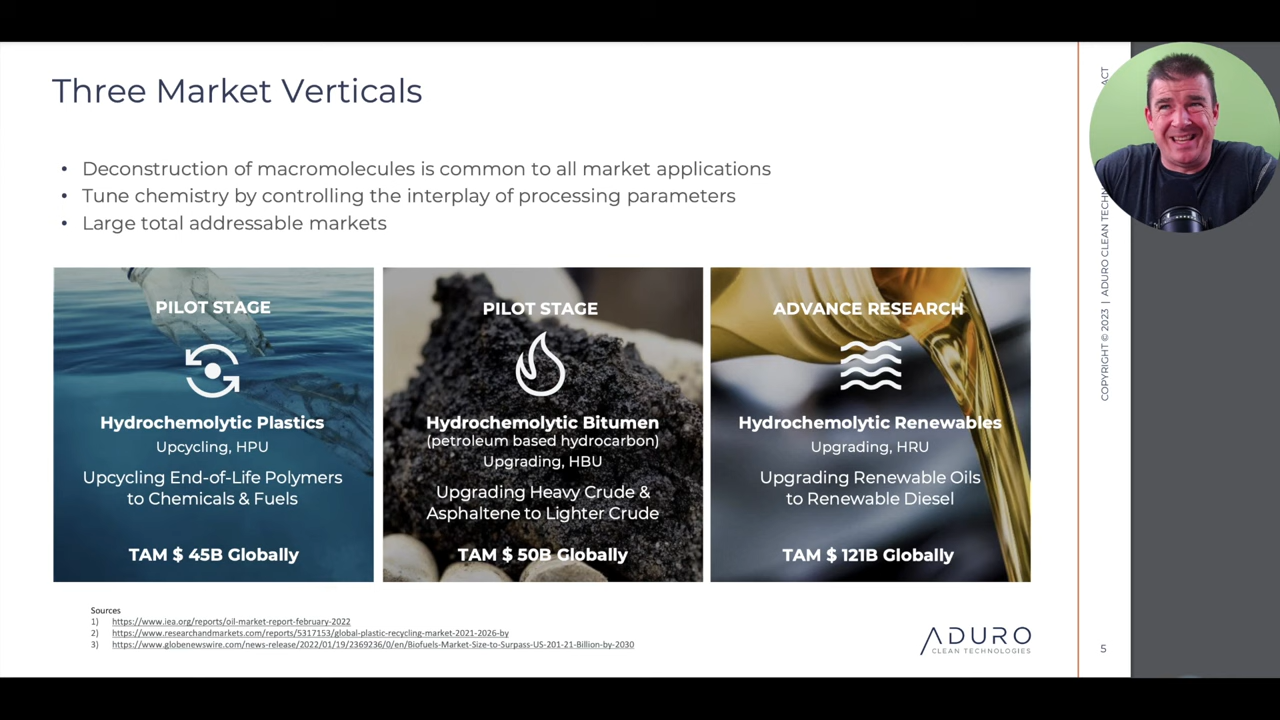 Three Market Verticals
• Deconstruction of macromolecules is common to all market applications
• Tune chemistry by controlling the interplay of processing parameters
• Large total addressable markets
PILOT STAGE
Hydrochemolytic Plastics
Upcycling, HPU
Upcycling End-of-Life Polymers
to Chemicals & Fuels
TAM $ 45B Globally
PILOT STAGE
Hydrochemolytic Bitumen
(petroleum based hydrocarbon)
Upgrading, HBU
Upgrading Heavy Crude &
Asphaltene to Lighter Crude
TAM $ 50B Globally
ADVANCE RESEARCH
Hydrochemolytic Renewables
Upgrading, HRU
Upgrading Renewable Oils
to Renewable Diesel
TAM $ 121B Globally
Sources
1) https://www.iea.org/reports/oil-market-report-february-2022
2) https://www.researchandmarkets.com/reports/5317153/global-plastic-recycling-market-2021-2026-by
3) https://www.globenewswire.com/news-release/2022/01/19/2369236/0/en/Biofuels-Market-Size-to-Surpass-US-201-21-Billion-by-2030
ADURO
CLEAN TECHNOLOGIES
COPYRIGHT © 2023 | ADURO CLEAN
5